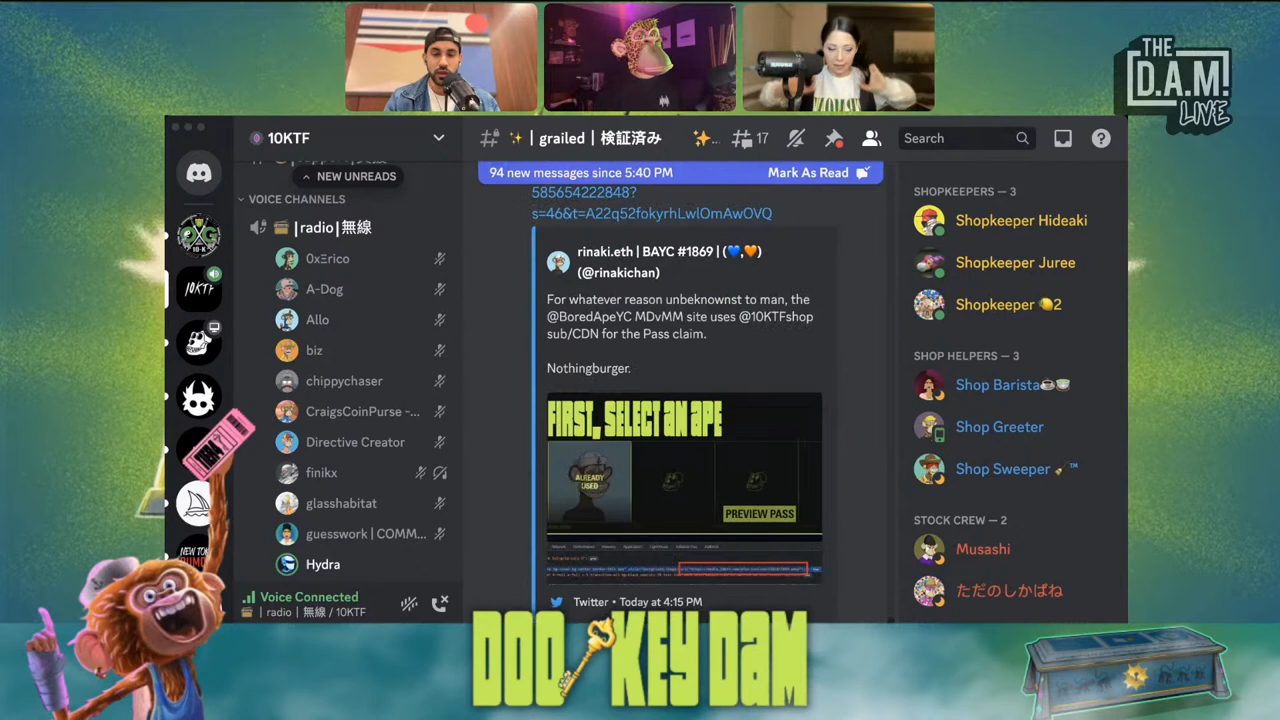 THE
D.A.M!
LIVE
10KTF
NEW UNREADS
VOICE CHANNELS
|radio|無線
0xΞrico
A-Dog
Allo
biz
chippychaser
CraigsCoinPurse -...
Directive Creator
finikx
glasshabitat
guesswork | COMM...
Hydra
Voice Connected
| radio | 無線 / 10KTF
| grailed | 検証済み
17
Search
94 new messages since 5:40 PM
Mark As Read
585654222848?
s=46&t=A22q52fokyrhLwlOmAwOVQ
rinaki.eth | BAYC #1869 | (💙,🧡)
(@rinakichan)
For whatever reason unbeknownst to man, the
@BoredApeYC MDvMM site uses @10KTFshop
sub/CDN for the Pass claim.
Nothingburger.
FIRST, SELECT AN APE
ALREADY
USED
PREVIEW PASS
Twitter • Today at 4:15 PM
SHOPKEEPERS — 3
Shopkeeper Hideaki
Shopkeeper Juree
Shopkeeper 🍋2
SHOP HELPERS — 3
Shop Barista☕🍵
Shop Greeter
Shop Sweeper 🧹™
STOCK CREW — 2
Musashi
ただのしかばね
10KTF
DOO KEY DAM